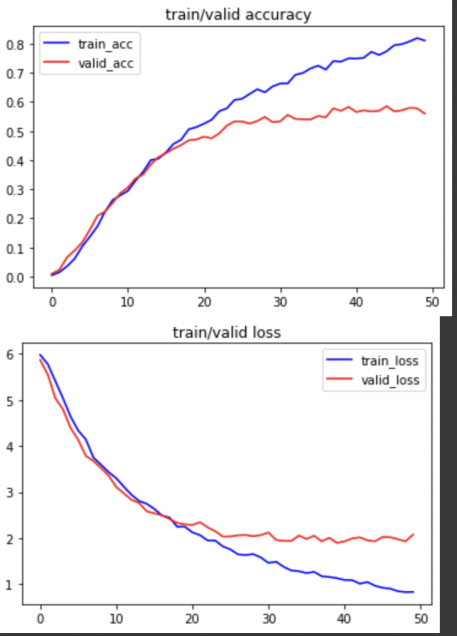 train/valid accuracy
train_acc
valid_acc
0.8
0.7
0.6
0.5
0.4
0.3
0.2
0.1
0.0
0 10 20 30 40 50
train/valid loss
train_loss
valid_loss
6
5
4
3
2
1
0 10 20 30 40 50